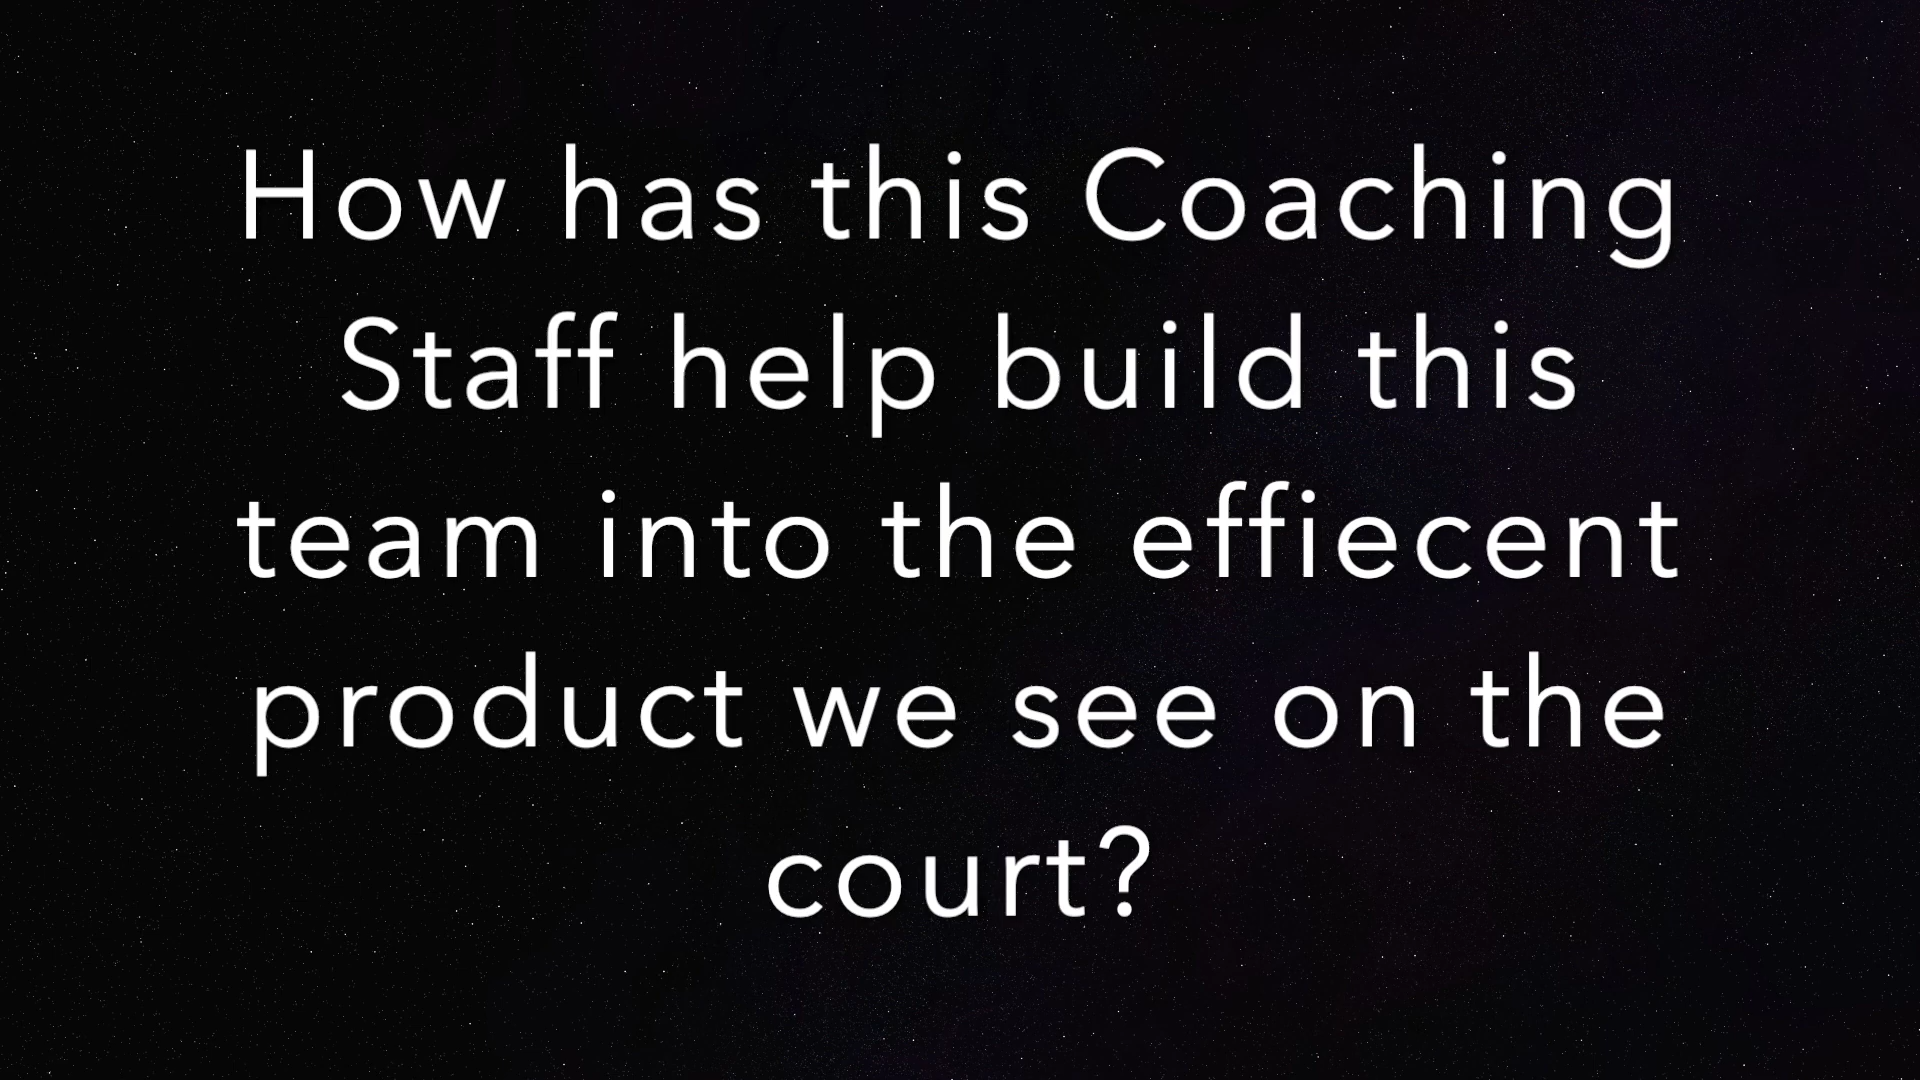 How has this Coaching
Staff help build this
team into the effiecent
product we see on the
court?